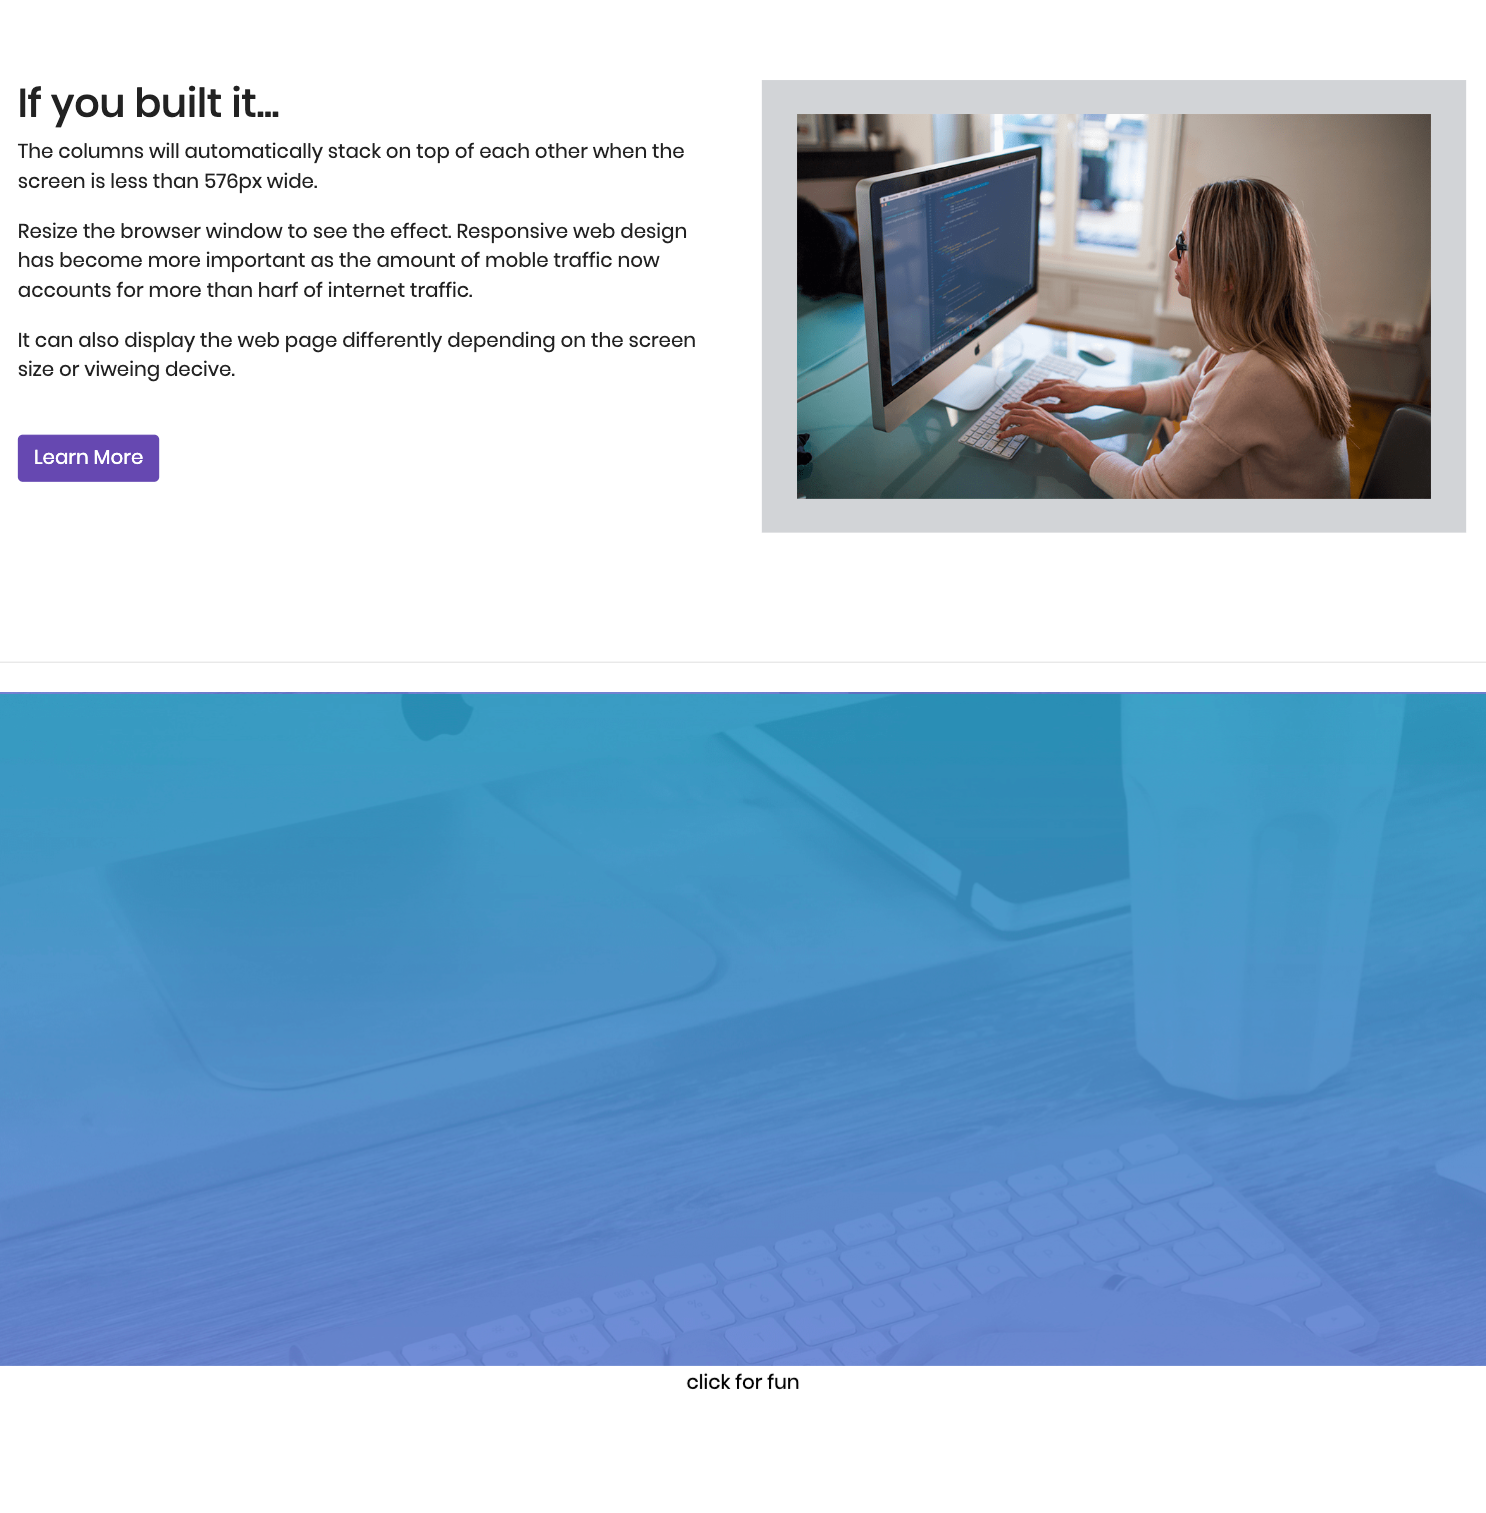 If you built it...
The columns will automatically stack on top of each other when the
screen is less than 576px wide.
Resize the browser window to see the effect. Responsive web design
has become more important as the amount of moble traffic now
accounts for more than harf of internet traffic.
It can also display the web page differently depending on the screen
size or viweing decive.
Learn More
click for fun